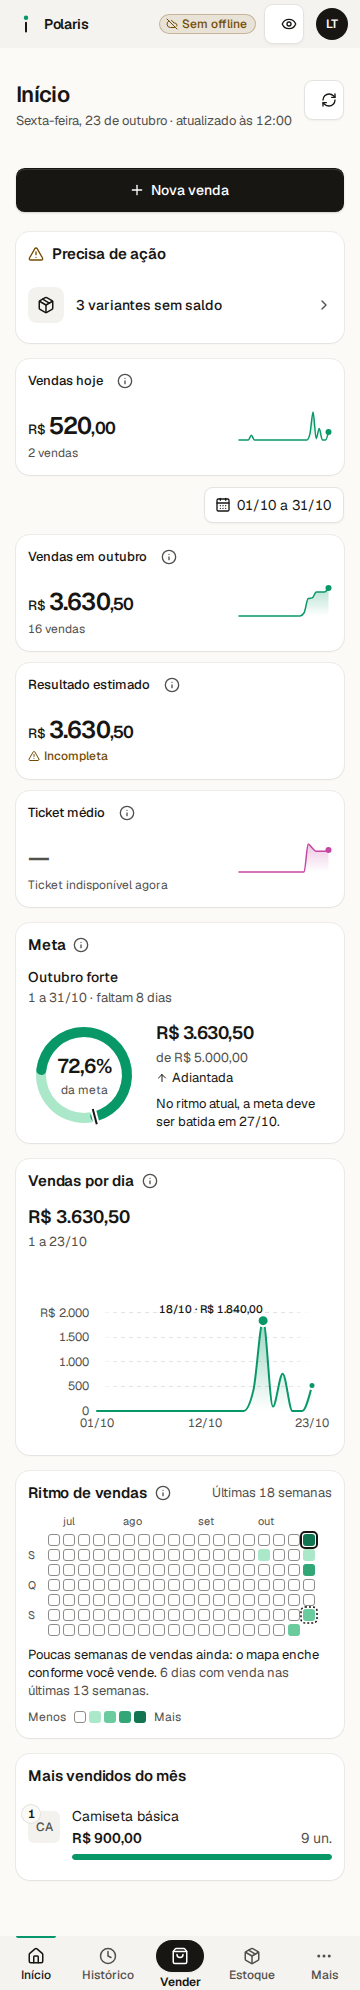 Polaris
Sem offline
LT
Início
Sexta-feira, 23 de outubro · atualizado às 12:00
Nova venda
Precisa de ação
3 variantes sem saldo
Vendas hoje
R$ 520,00
2 vendas
01/10 a 31/10
Vendas em outubro
R$ 3.630,50
16 vendas
Resultado estimado
R$ 3.630,50
Incompleta
Ticket médio
—
Ticket indisponível agora
Meta
Outubro forte
1 a 31/10 · faltam 8 dias
72,6%
da meta
R$ 3.630,50
de R$ 5.000,00
Adiantada
No ritmo atual, a meta deve
ser batida em 27/10.
Vendas por dia
R$ 3.630,50
1 a 23/10
18/10 · R$ 1.840,00
R$ 2.000
1.500
1.000
500
0
01/10 12/10 23/10
Ritmo de vendas
Últimas 18 semanas
jul ago set out
S
Q
S
Poucas semanas de vendas ainda: o mapa enche
conforme você vende. 6 dias com venda nas
últimas 13 semanas.
Menos Mais
Mais vendidos do mês
1
CA
Camiseta básica
R$ 900,00 9 un.
Início Histórico Vender Estoque Mais